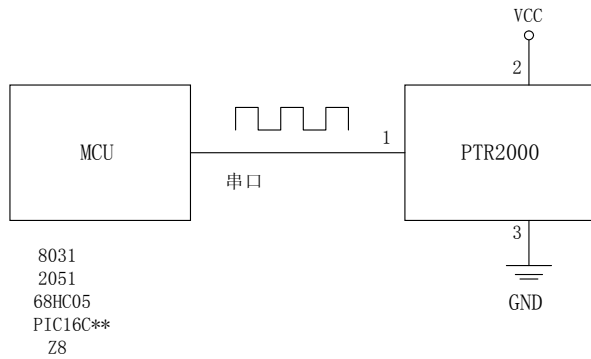 VCC
2
MCU
1
PTR2000
串口
3
8031
2051
68HC05
PIC16C**
Z8
GND